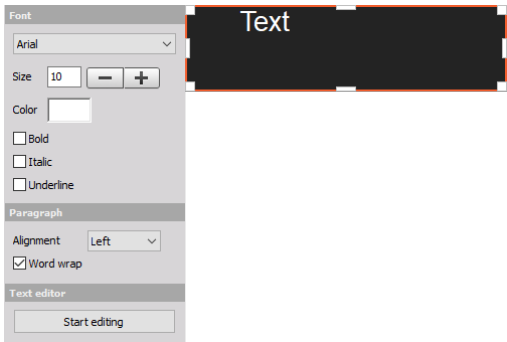 Font
Arial
Size 10
Color
Bold
Italic
Underline
Paragraph
Alignment Left
Word wrap
Text editor
Start editing
Text